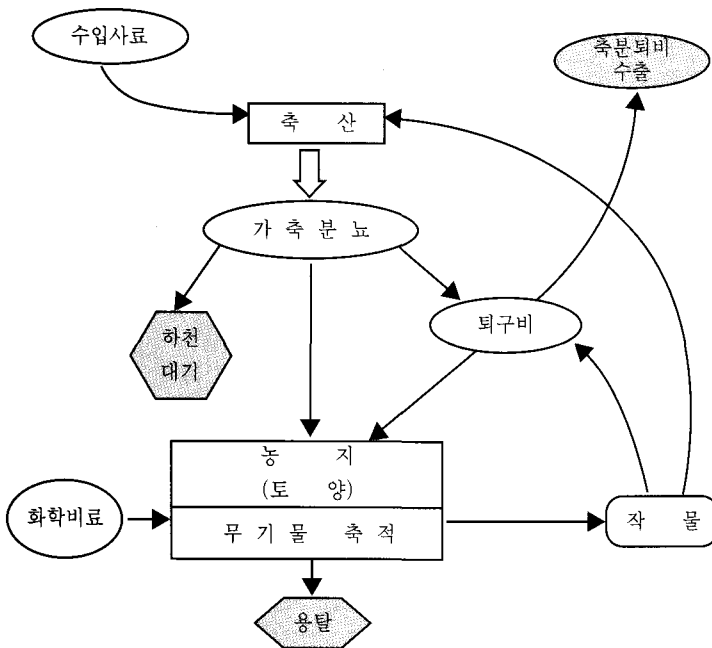 수입사료
축분퇴비
수출
축 산
가 축 분 뇨
퇴구비
하천
대기
농 지
(토 양)
화학비료
무 기 물 축 적
작 물
용탈